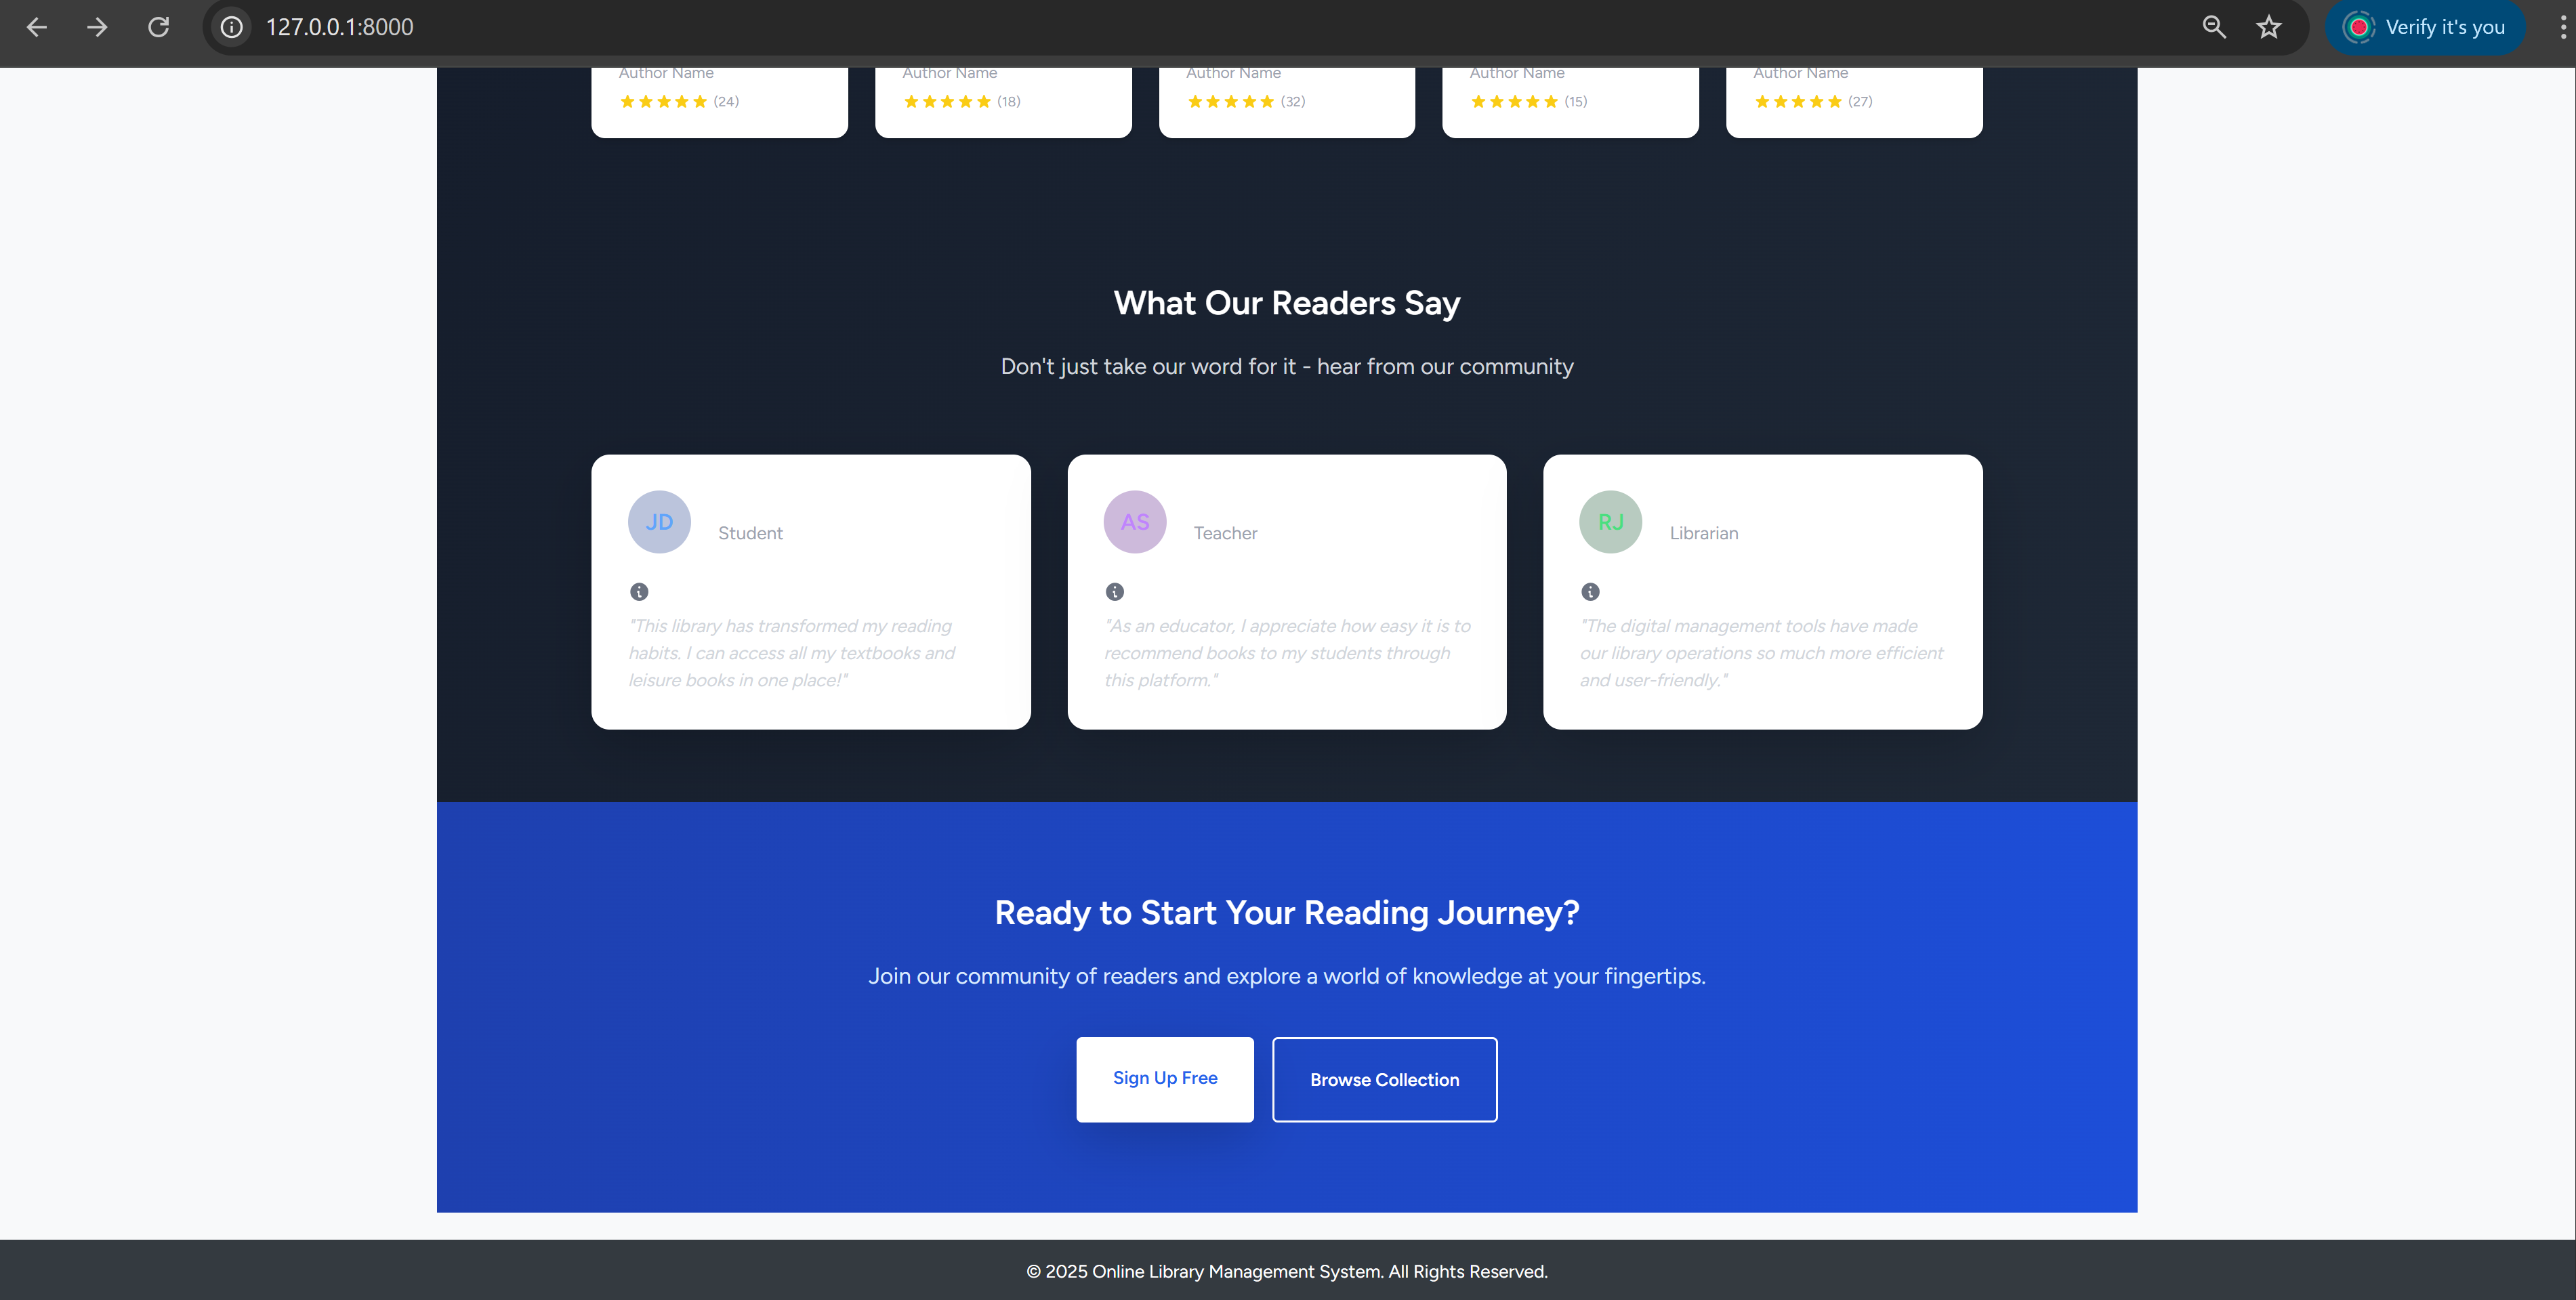 127.0.0.1:8000
Verify it's you
Author Name
Author Name
Author Name
Author Name
Author Name
(24)
(18)
(32)
(15)
(27)
What Our Readers Say
Don't just take our word for it - hear from our community
JD
Student
"This library has transformed my reading
habits. I can access all my textbooks and
leisure books in one place!"
AS
Teacher
"As an educator, I appreciate how easy it is to
recommend books to my students through
this platform."
RJ
Librarian
"The digital management tools have made
our library operations so much more efficient
and user-friendly."
Ready to Start Your Reading Journey?
Join our community of readers and explore a world of knowledge at your fingertips.
Sign Up Free
Browse Collection
© 2025 Online Library Management System. All Rights Reserved.